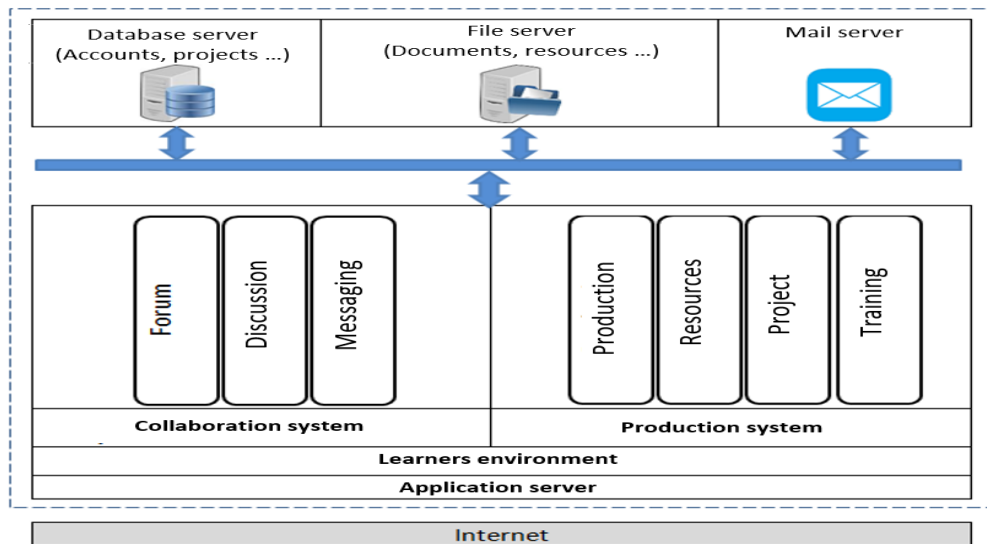 Database server
(Accounts, projects ...)
File server
(Documents, resources ...)
Mail server
Forum
Discussion
Messaging
Production
Resources
Project
Training
Collaboration system
Production system
Learners environment
Application server
Internet